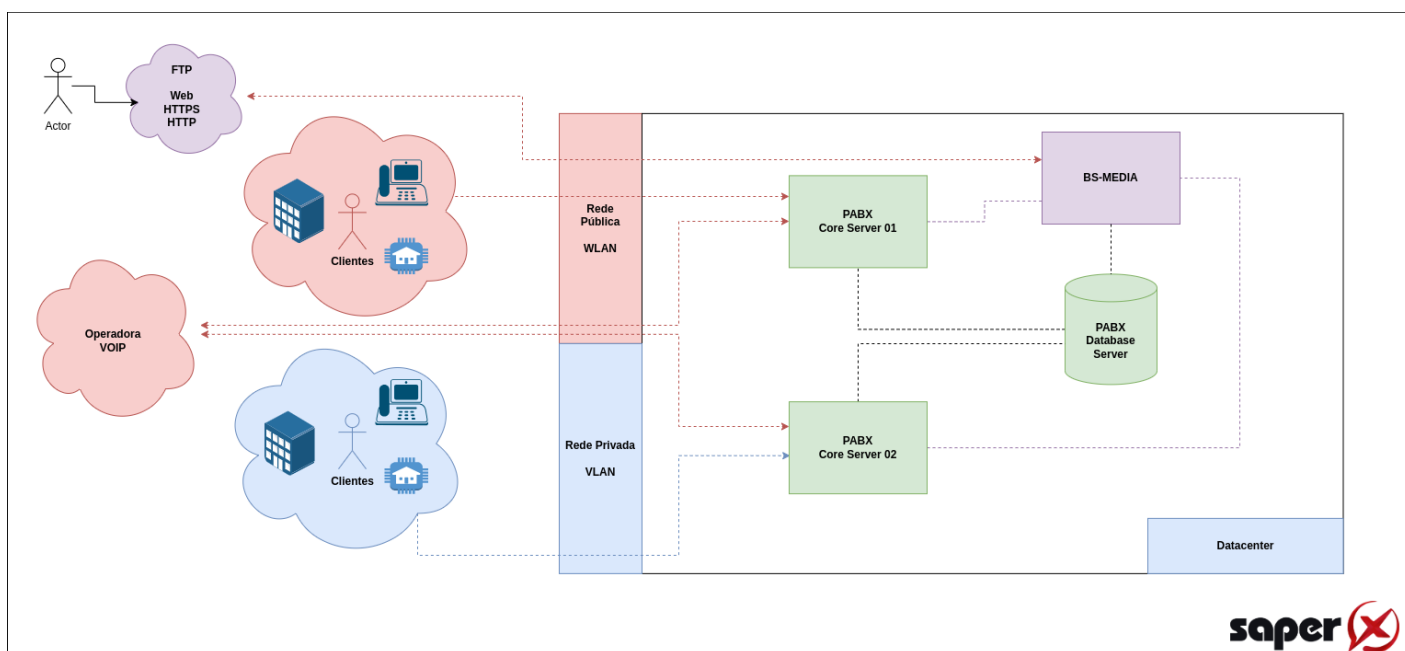 FTP
Web
HTTPS
HTTP
Actor
Clientes
Operadora
VOIP
Clientes
Rede
Pública
WLAN
Rede Privada
VLAN
PABX
Core Server 01
BS-MEDIA
PABX
Database
Server
PABX
Core Server 02
Datacenter
saperx